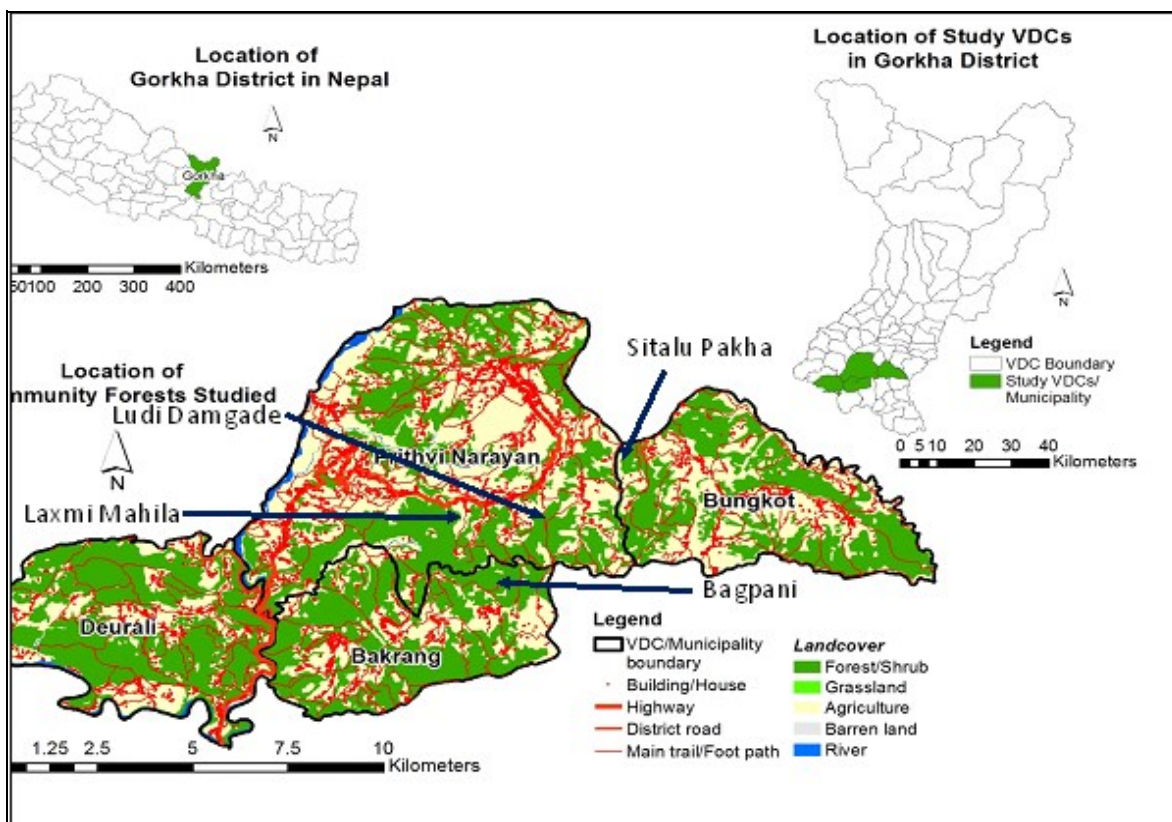 Location of
Gorkha District in Nepal
N
Gorkha
Kilometers
50100 200 300 400
Location of Study VDCs
in Gorkha District
N
Legend
VDC Boundary
Study VDCs/
Municipality
0 5 10 20 30 40
Kilometers
Location of
mmunity Forests Studied
N
Sitalu Pakha
Ludi Damgade
Prithvi Narayan
Bungkot
Laxmi Mahila
Bagpani
Deurali
Bakrang
1.25 2.5 5 7.5 10
Kilometers
Legend
VDC/Municipality
boundary
Building/House
Highway
District road
Main trail/Foot path
Landcover
Forest/Shrub
Grassland
Agriculture
Barren land
River